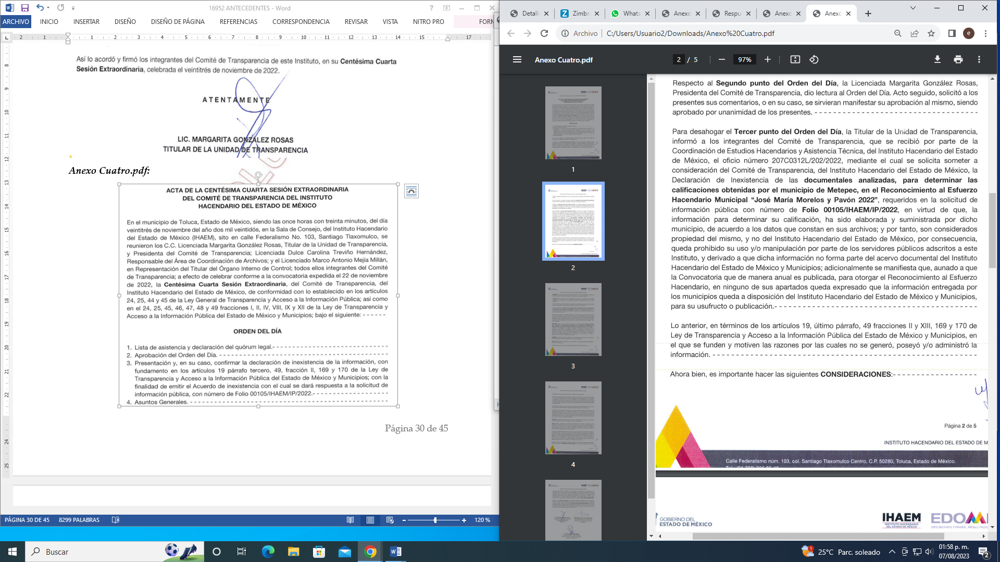 16952 ANTECEDENTES - Word
ARCHIVO INICIO INSERTAR DISEÑO DISEÑO DE PÁGINA REFERENCIAS CORRESPONDENCIA REVISAR VISTA NITRO PRO FORM
Así lo acordó y firmó los integrantes del Comité de Transparencia de este Instituto, en su Centésima Cuarta
Sesión Extraordinaria, celebrada el veintitrés de noviembre de 2022.
ATENTAMENTE
LIC. MARGARITA GONZÁLEZ ROSAS
TITULAR DE LA UNIDAD DE TRANSPARENCIA
Anexo Cuatro.pdf:
ACTA DE LA CENTÉSIMA CUARTA SESIÓN EXTRAORDINARIA
DEL COMITÉ DE TRANSPARENCIA DEL INSTITUTO
HACENDARIO DEL ESTADO DE MÉXICO
En el municipio de Toluca, Estado de México, siendo las once horas con treinta minutos, del día
veintitrés de noviembre del año dos mil veintidós, en la Sala de Consejo, del Instituto Hacendario
del Estado de México (IHAEM), sito en calle Federalismo No. 103, Santiago Tlaxomulco, se
reunieron los C.C. Licenciada Margarita González Rosas, Titular de la Unidad de Transparencia,
y Presidenta del Comité de Transparencia; Licenciada Dulce Carolina Treviño Hernández,
Responsable del Área de Coordinación de Archivos; y el Licenciado Marco Antonio Mejía Millán,
en Representación del Titular del Órgano Interno de Control; todos ellos integrantes del Comité
de Transparencia; a efecto de celebrar conforme a la convocatoria expedida el 22 de noviembre
de 2022, la Centésima Cuarta Sesión Extraordinaria, del Comité de Transparencia, del
Instituto Hacendario del Estado de México, de conformidad con lo establecido en los artículos
24, 25, 44 y 45 de la Ley General de Transparencia y Acceso a la Información Pública; así como
en el 24, 25, 45, 46, 47, 48 y 49 fracciones I, II, IV, VIII, IX y XII de la Ley de Transparencia y
Acceso a la Información Pública del Estado de México y Municipios; bajo el siguiente: - - - - - -
ORDEN DEL DÍA
1. Lista de asistencia y declaración del quórum legal.- - - - - - - - - - - - - - - - - - - - - - - - - - -
2. Aprobación del Orden del Día. - - - - - - - - - - - - - - - - - - - - - - - - - - - - - - - - - - - - - - -
3. Presentación y, en su caso, confirmar la declaración de inexistencia de la información, con
fundamento en los artículos 19 párrafo tercero, 49, fracción II, 169 y 170 de la Ley de
Transparencia y Acceso a la Información Pública del Estado de México y Municipios; con la
finalidad de emitir el Acuerdo de inexistencia con el cual se dará respuesta a la solicitud de
información pública, con número de Folio 00105/IHAEM/IP/2022.- - - - - - - - - - - - - - - - - -
4. Asuntos Generales. - - - - - - - - - - - - - - - - - - - - - - - - - - - - - - - - - - - - - - - - - - - - - -
Página 30 de 45
PÁGINA 30 DE 45 8299 PALABRAS 120 %
Detall Zimbr Whats Anexo Respu Anexo Anexo
Archivo C:/Users/Usuario2/Downloads/Anexo%20Cuatro.pdf
Anexo Cuatro.pdf 2 / 5 97%
1
2
3
4
Respecto al Segundo punto del Orden del Día, la Licenciada Margarita González Rosas,
Presidenta del Comité de Transparencia, dio lectura al Orden del Día. Acto seguido, solicitó a los
presentes sus comentarios, o en su caso, se sirvieran manifestar su aprobación al mismo, siendo
aprobado por unanimidad de los presentes. - - - - - - - - - - - - - - - - - - - - - - - - - - - - - - - - - -
Para desahogar el Tercer punto del Orden del Día, la Titular de la Unidad de Transparencia,
informó a los integrantes del Comité de Transparencia, que se recibió por parte de la
Coordinación de Estudios Hacendarios y Asistencia Técnica, del Instituto Hacendario del Estado
de México, el oficio número 207C0312L/202/2022, mediante el cual se solicita someter a
consideración del Comité de Transparencia, del Instituto Hacendario del Estado de México, la
Declaración de Inexistencia de las documentales analizadas, para determinar las
calificaciones obtenidas por el municipio de Metepec, en el Reconocimiento al Esfuerzo
Hacendario Municipal “José María Morelos y Pavón 2022”, requeridos en la solicitud de
información pública con número de Folio 00105/IHAEM/IP/2022, en virtud de que, la
información para determinar su calificación, ha sido elaborada y suministrada por dicho
municipio, de acuerdo a los datos que constan en sus archivos; y por tanto, son considerados
propiedad del mismo, y no del Instituto Hacendario del Estado de México, por consecuencia,
queda prohibido su uso y/o manipulación por parte de los servidores públicos adscritos a este
Instituto, y derivado a que dicha información no forma parte del acervo documental del Instituto
Hacendario del Estado de México y Municipios; adicionalmente se manifiesta que, aunado a que
la Convocatoria que de manera anual es publicada, para otorgar el Reconocimiento al Esfuerzo
Hacendario, en ninguno de sus apartados queda expresado que la información entregada por
los municipios queda a disposición del Instituto Hacendario del Estado de México y Municipios,
para su usufructo o publicación.- - - - - - - - - - - - - - - - - - - - - - - - - - - - - - - - - - - - - - - - - -
Lo anterior, en términos de los artículos 19, último párrafo, 49 fracciones II y XIII, 169 y 170 de
Ley de Transparencia y Acceso a la Información Pública del Estado de México y Municipios, en
el que se funden y motiven las razones por las cuales no se generó, poseyó y/o administró la
información. - - - - - - - - - - - - - - - - - - - - - - - - - - - - - - - - - - - - - - - - - - - - - - - - - - - - - -
Ahora bien, es importante hacer las siguientes CONSIDERACIONES:- - - - - - - - - - - - - - - - - -
Página 2 de 5
INSTITUTO HACENDARIO DEL ESTADO DE M
Calle Federalismo núm. 103, col. Santiago Tlaxomulco Centro, C.P. 50280, Toluca, Estado de México.
GOBIERNO DEL
ESTADO DE MÉXICO
IHAEM
INSTITUTO HACENDARIO
DEL ESTADO DE MÉXICO
EDOM
DECISIONES FIRMES, RESULTAD
Buscar
1
25°C Parc. soleado
01:58 p. m.
07/08/2023
2